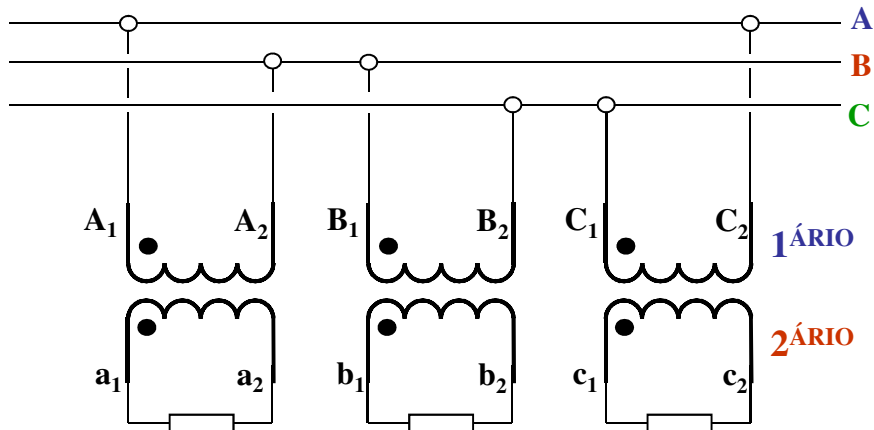 A
B
C
A₁ A₂ B₁ B₂ C₁ C₂
1ÁRIO
2ÁRIO
a₁ a₂ b₁ b₂ c₁ c₂